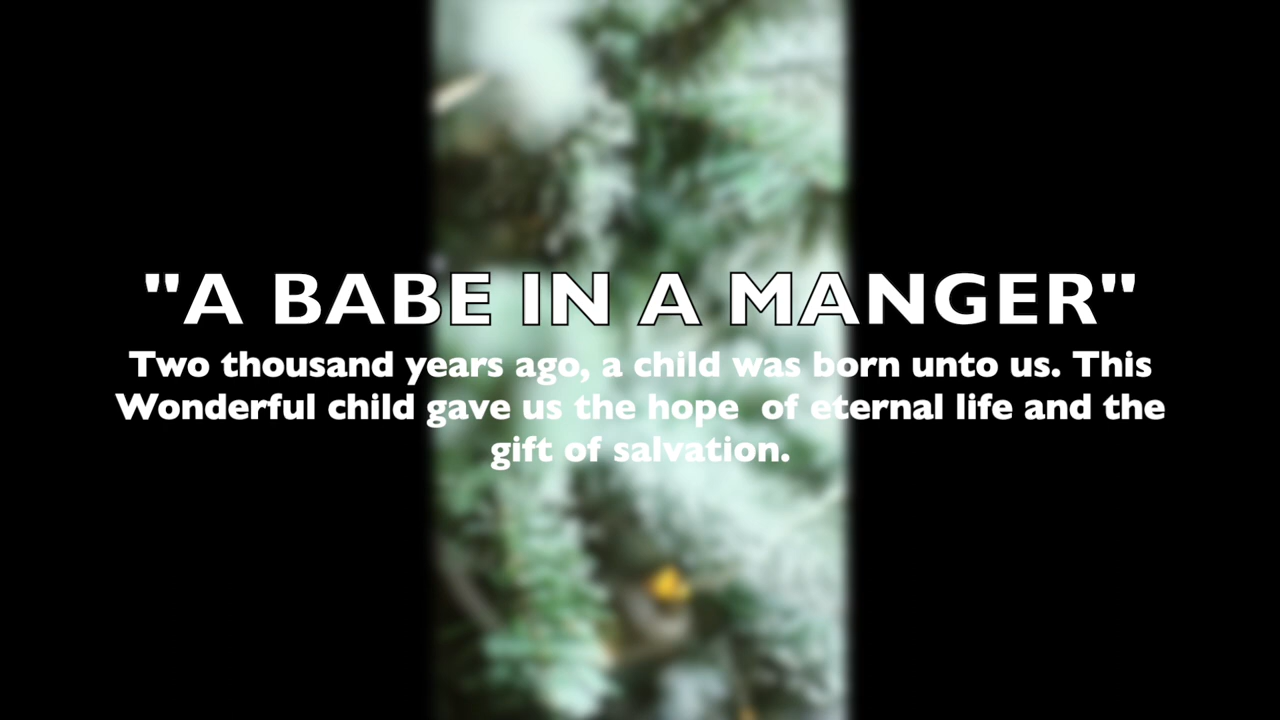 "A BABE IN A MANGER"
Two thousand years ago, a child was born unto us. This
Wonderful child gave us the hope  of eternal life and the
gift of salvation.